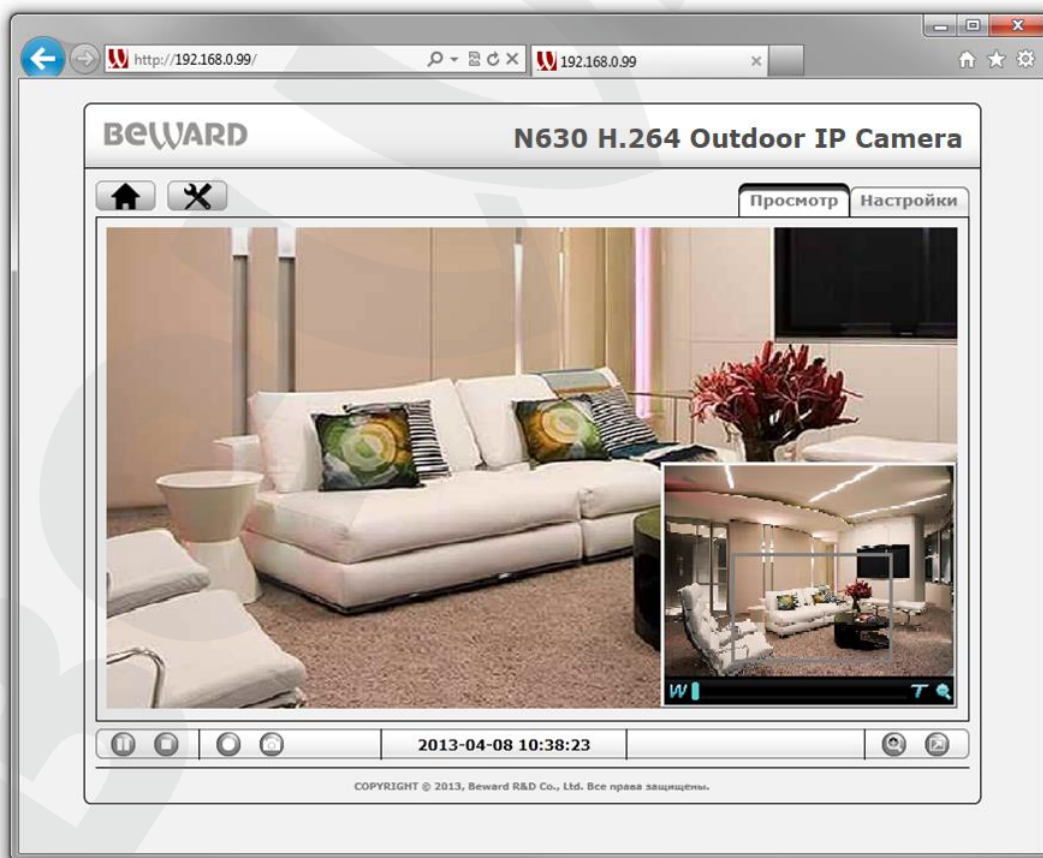 http://192.168.0.99/
192.168.0.99
BEWARD
N630 H.264 Outdoor IP Camera
Просмотр
Настройки
W
T
2013-04-08 10:38:23
COPYRIGHT © 2013, Beward R&D Co., Ltd. Все права защищены.